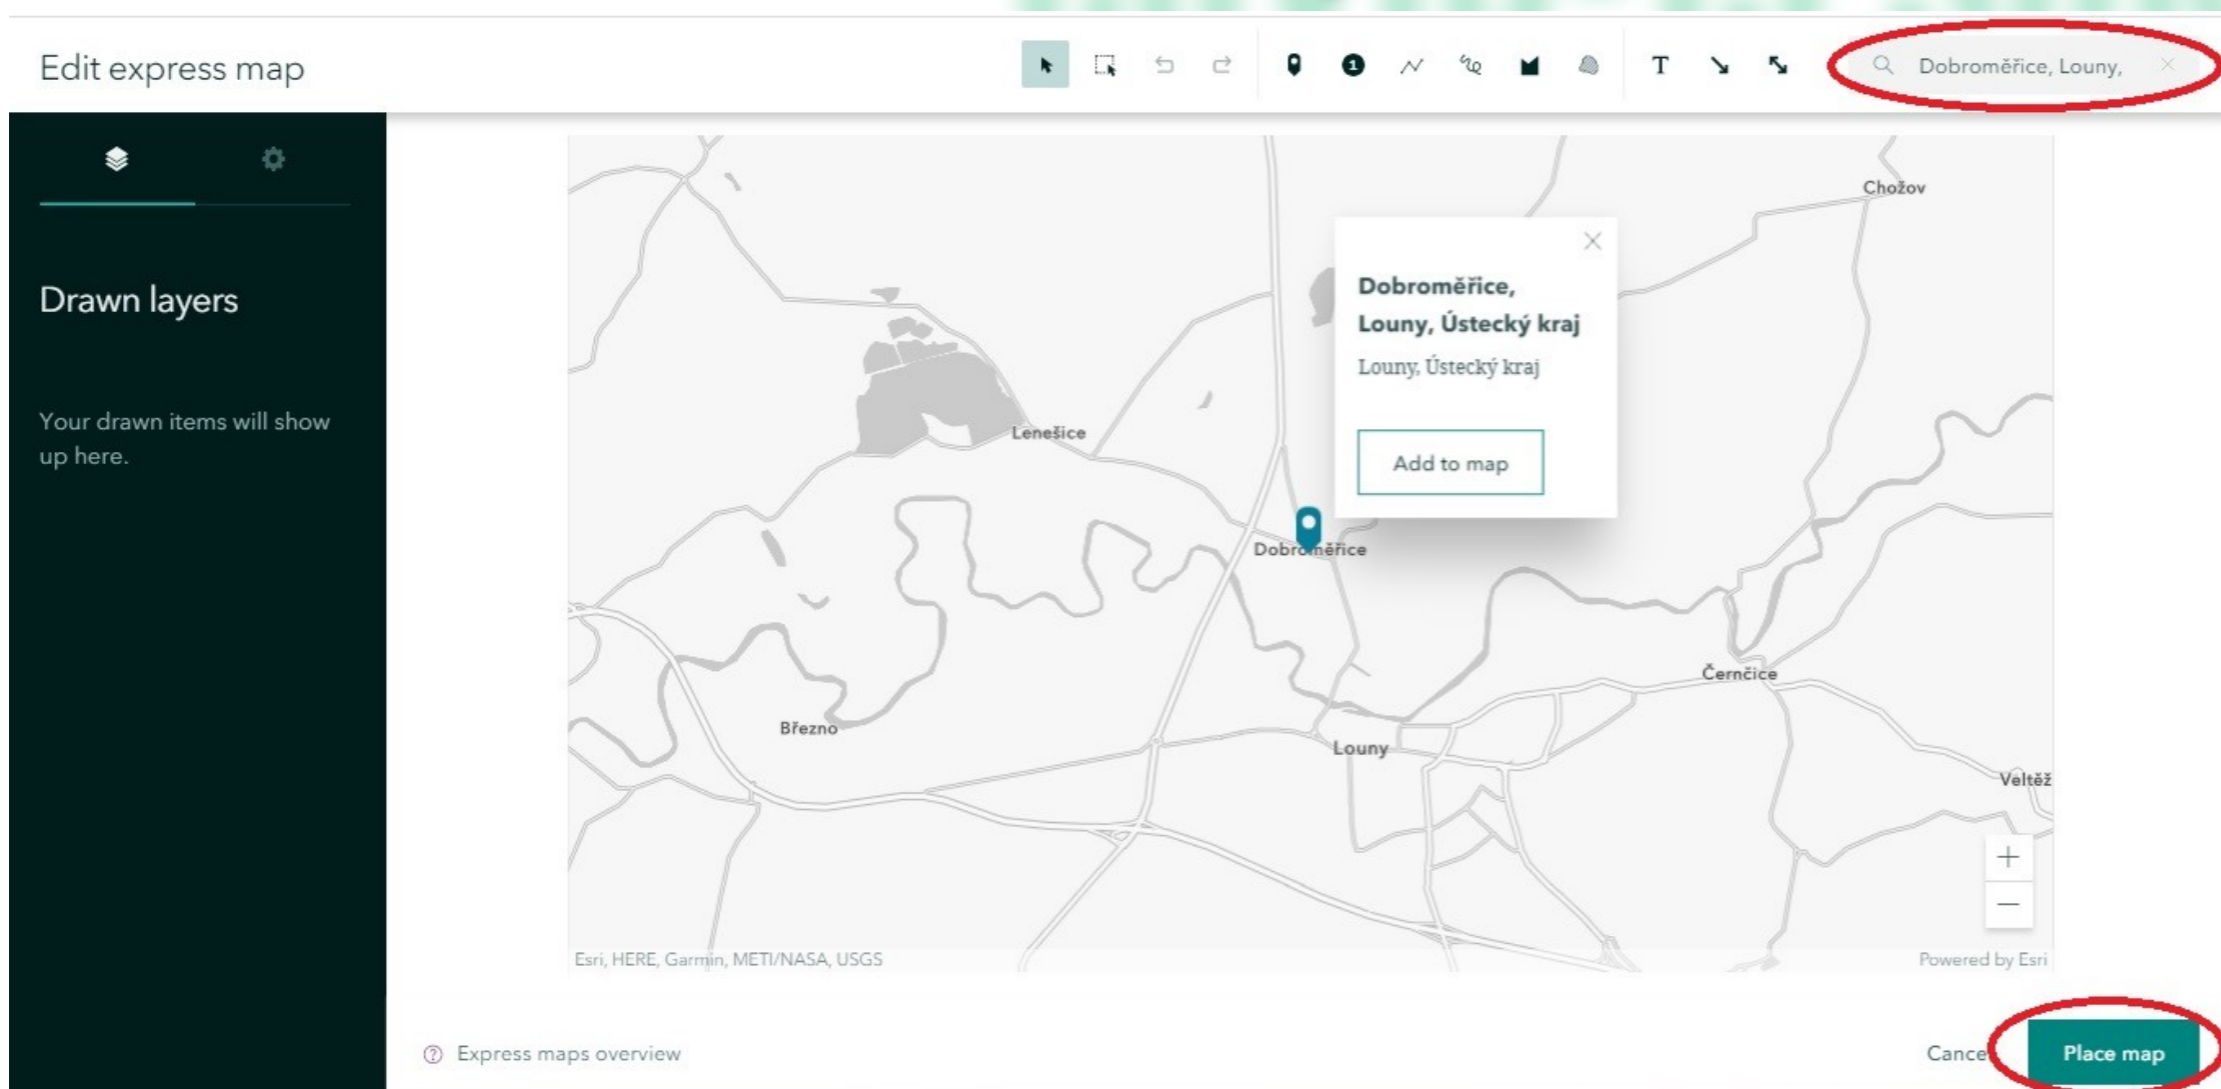 Edit express map
1
T
Dobroměřice, Louny,
Drawn layers
Your drawn items will show
up here.
Chožov
Dobroměřice,
Louny, Ústecký kraj
Louny, Ústecký kraj
Add to map
Lenešice
Dobroměřice
Černčice
Březno
Louny
Veltěž
Esri, HERE, Garmin, METI/NASA, USGS
Powered by Esri
Express maps overview
Cance
Place map